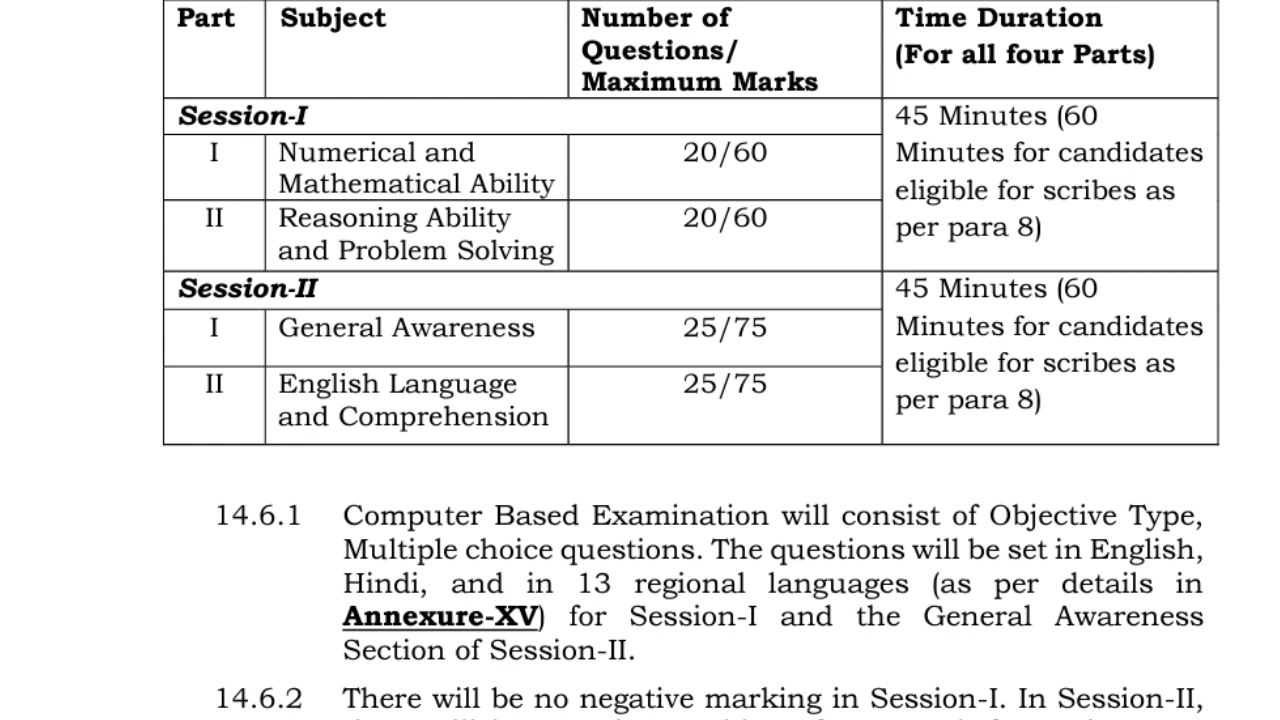 Part Subject Number of Time Duration
Questions/ (For all four Parts)
Maximum Marks
Session-I 45 Minutes (60
I Numerical and 20/60 Minutes for candidates
Mathematical Ability eligible for scribes as
II Reasoning Ability 20/60 per para 8)
and Problem Solving
Session-II 45 Minutes (60
I General Awareness 25/75 Minutes for candidates
eligible for scribes as
II English Language 25/75 per para 8)
and Comprehension
14.6.1 Computer Based Examination will consist of Objective Type,
Multiple choice questions. The questions will be set in English,
Hindi, and in 13 regional languages (as per details in
Annexure-XV) for Session-I and the General Awareness
Section of Session-II.
14.6.2 There will be no negative marking in Session-I. In Session-II,